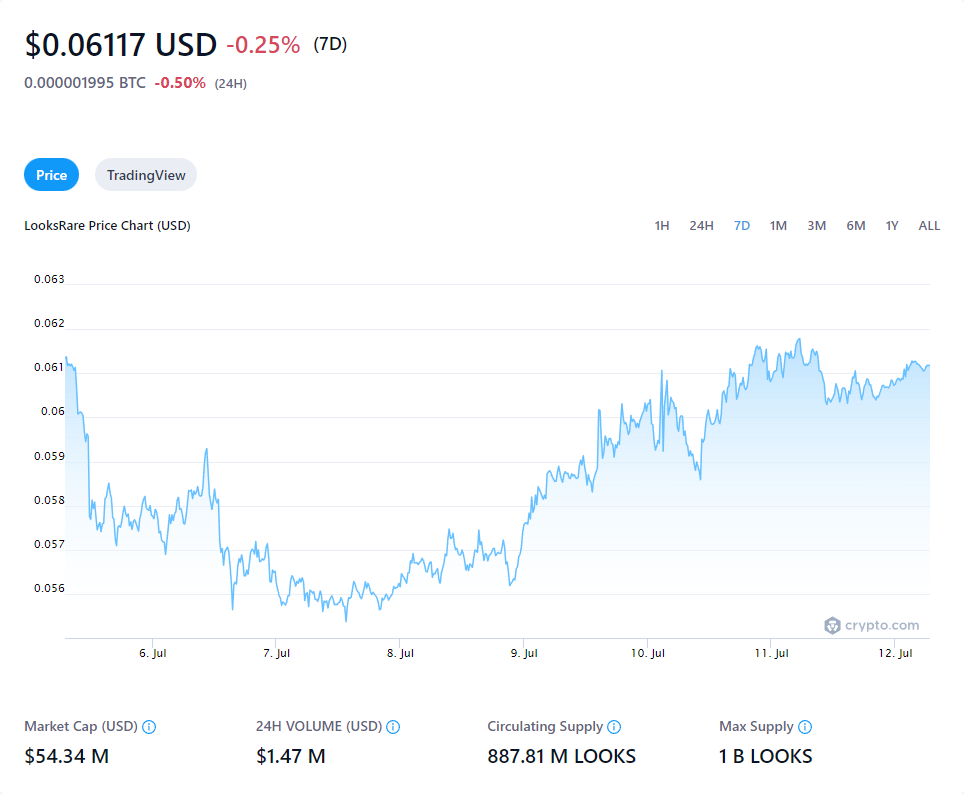 $0.06117 USD -0.25% (7D)
0.000001995 BTC -0.50% (24H)
Price TradingView
LooksRare Price Chart (USD) 1H 24H 7D 1M 3M 6M 1Y ALL
0.063
0.062
0.061
0.06
0.059
0.058
0.057
0.056
crypto.com
6. Jul 7. Jul 8. Jul 9. Jul 10. Jul 11. Jul 12. Jul
Market Cap (USD) 24H VOLUME (USD) Circulating Supply Max Supply
$54.34 M $1.47 M 887.81 M LOOKS 1 B LOOKS